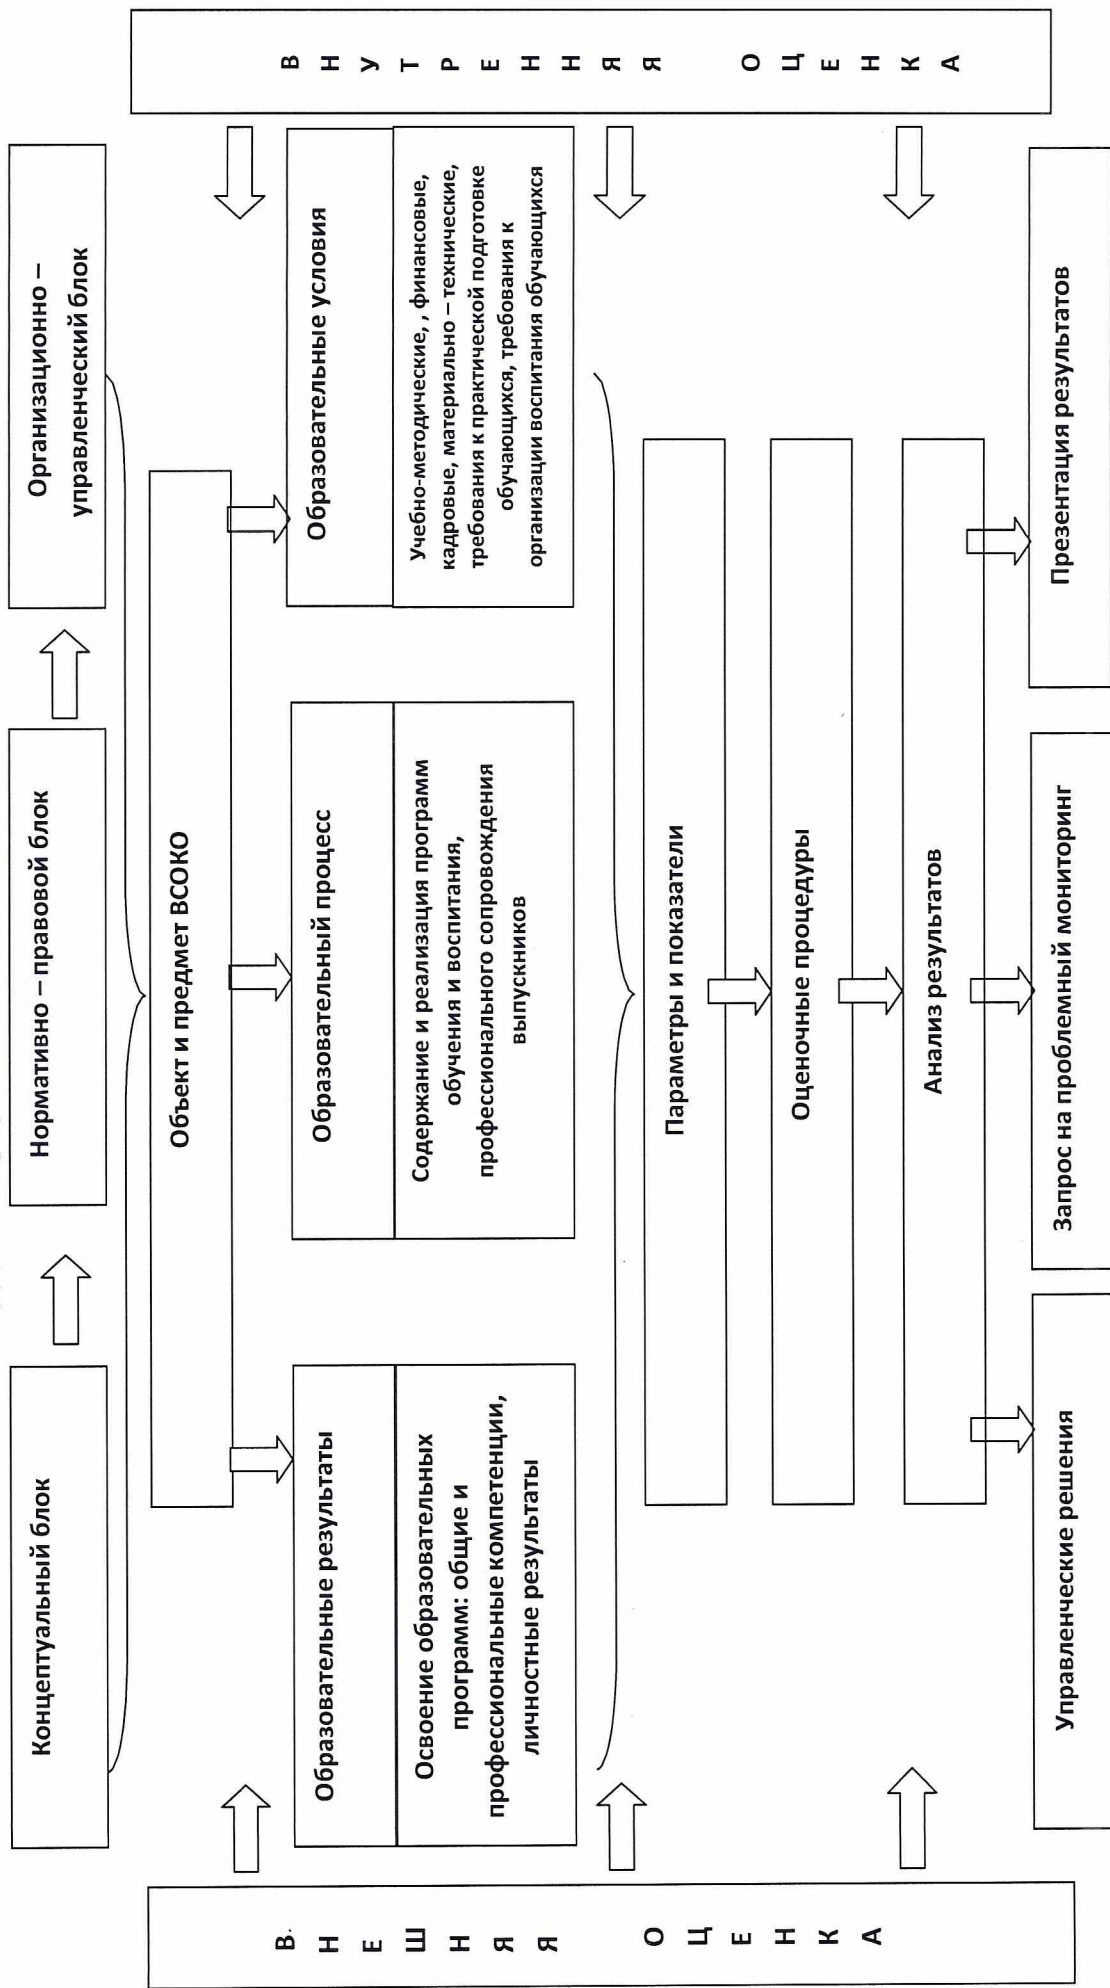 Концептуальный блок
Нормативно – правовой блок
Организационно –
управленческий блок
Объект и предмет ВСОКО
Образовательные результаты
Освоение образовательных
программ: общие и
профессиональные компетенции,
личностные результаты
Образовательный процесс
Содержание и реализация программ
обучения и воспитания,
профессионального сопровождения
выпускников
Образовательные условия
Учебно-методические, , финансовые,
кадровые, материально – технические,
требования к практической подготовке
обучающихся, требования к
организации воспитания обучающихся
Параметры и показатели
Оценочные процедуры
Анализ результатов
Управленческие решения
Запрос на проблемный мониторинг
Презентация результатов
В
Н
Е
Ш
Н
Я
Я
О
Ц
Е
Н
К
А
В
Н
У
Т
Р
Е
Н
Н
Я
Я
О
Ц
Е
Н
К
А